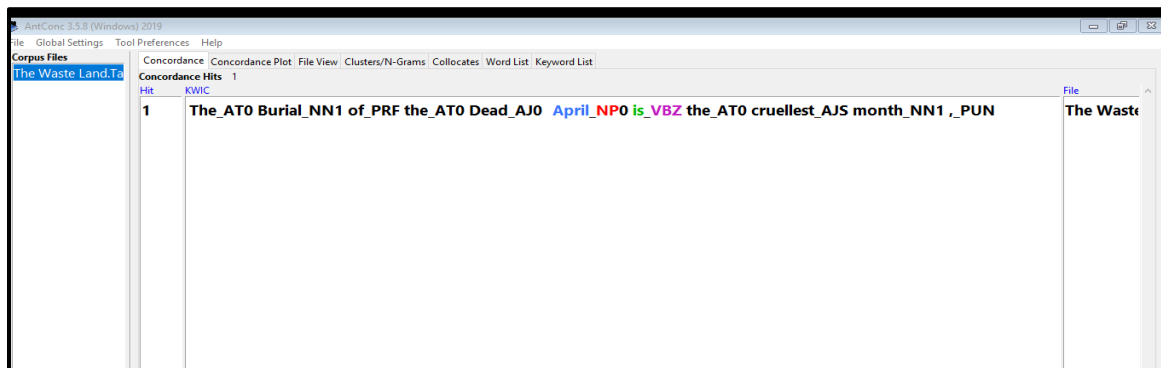 AntConc 3.5.8 (Windows) 2019
File Global Settings Tool Preferences Help
Corpus Files
Concordance Concordance Plot File View Clusters/N-Grams Collocates Word List Keyword List
The Waste Land.Ta
Concordance Hits 1
Hit KWIC File
1 The_AT0 Burial_NN1 of_PRF the_AT0 Dead_AJ0 April_NP0 is_VBZ the_AT0 cruellest_AJS month_NN1 ,_PUN The Waste